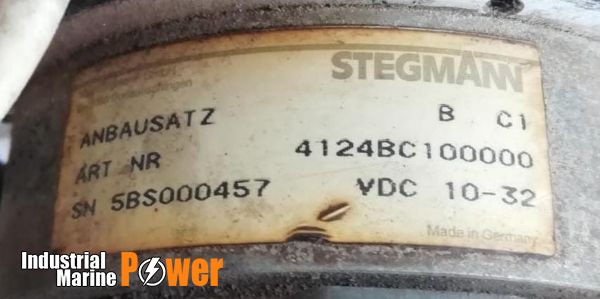 STEGMANN
ANBAUSATZ B C1
ART NR 4124BC100000
SN 5BS000457 VDC 10-32
Made in Germany
Industrial
Marine Power